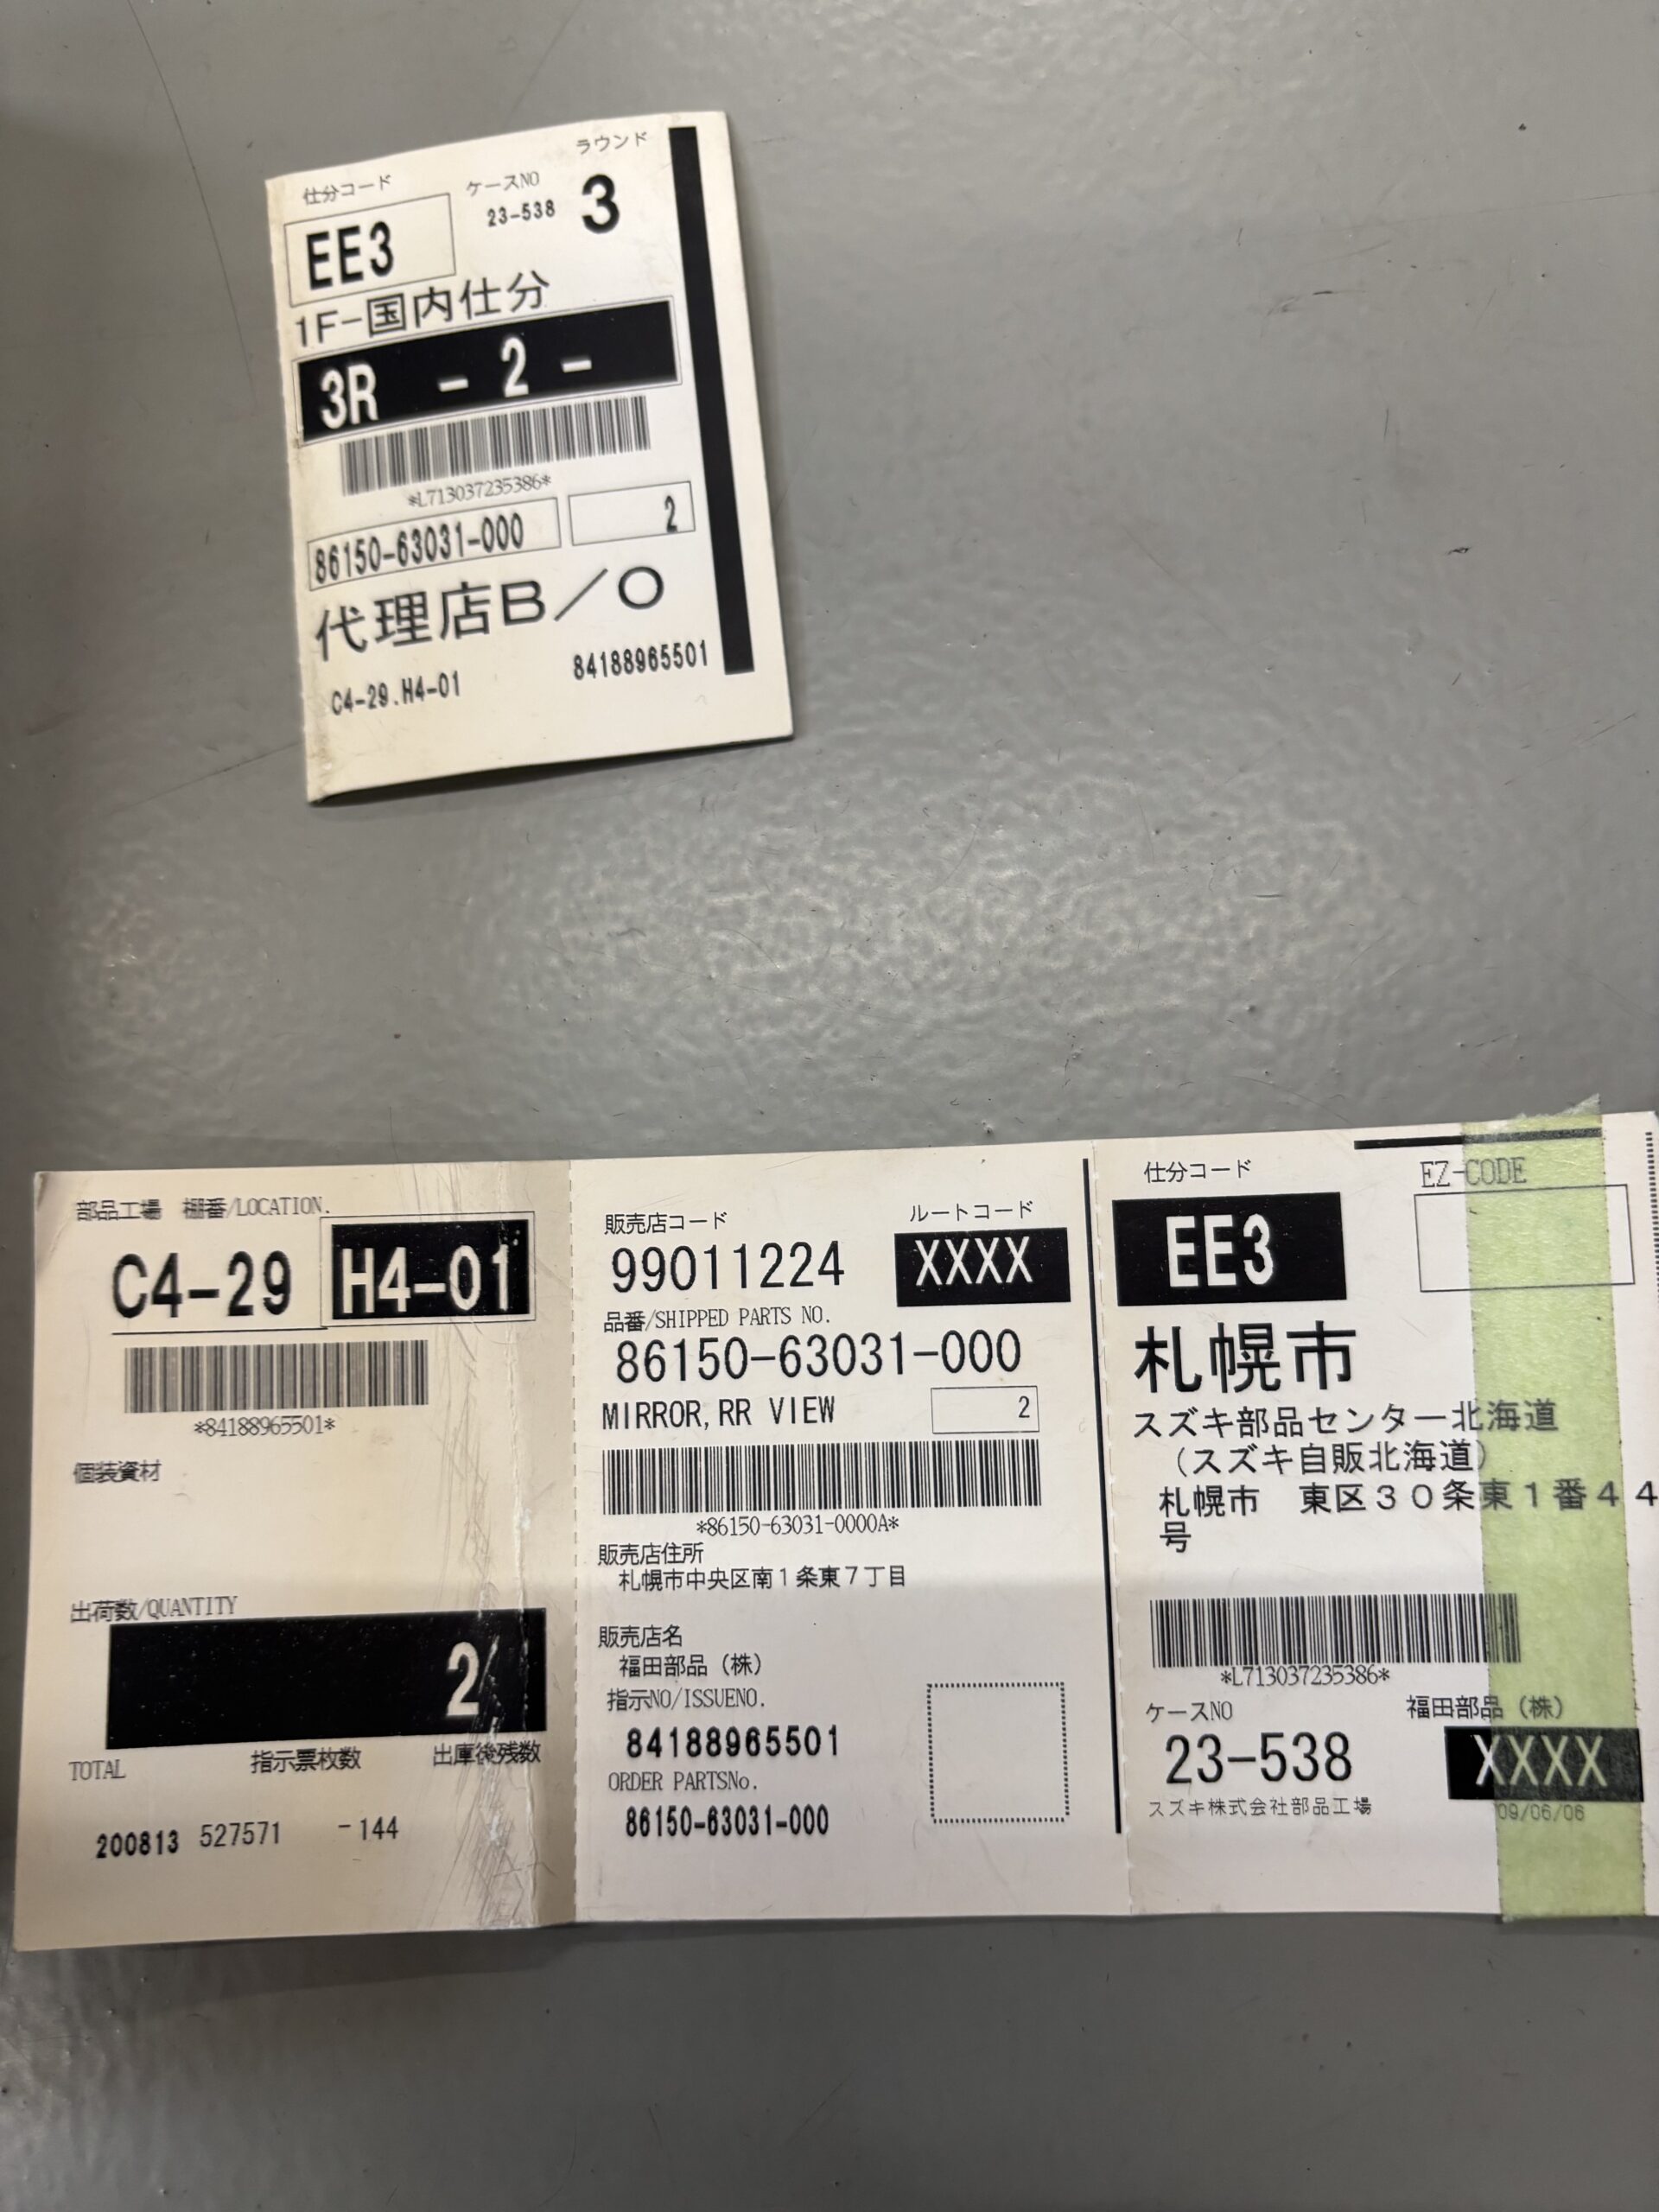 仕分コード ケースNO ラウンド
EE3 23-538 3
1F-国内仕分
3R - 2 -
*L713037235386*
86150-63031-000 2
代理店B／O
C4-29.H4-01 84188965501
部品工場 棚番/LOCATION.
C4-29 H4-01
*84188965501*
個装資材
出荷数/QUANTITY
2
TOTAL 指示票枚数 出庫後残数
200813 527571 -144
販売店コード ルートコード
99011224 XXXX
品番/SHIPPED PARTS NO.
86150-63031-000
MIRROR,RR VIEW 2
*86150-63031-0000A*
販売店住所
札幌市中央区南1条東7丁目
販売店名
福田部品（株）
指示NO/ISSUENO.
84188965501
ORDER PARTSNo.
86150-63031-000
仕分コード EZ-CODE
EE3
札幌市
スズキ部品センター北海道
（スズキ自販北海道）
札幌市　東区３０条東１番４４
号
*L713037235386*
ケースNO 福田部品（株）
23-538 XXXX
スズキ株式会社部品工場 09/06/06